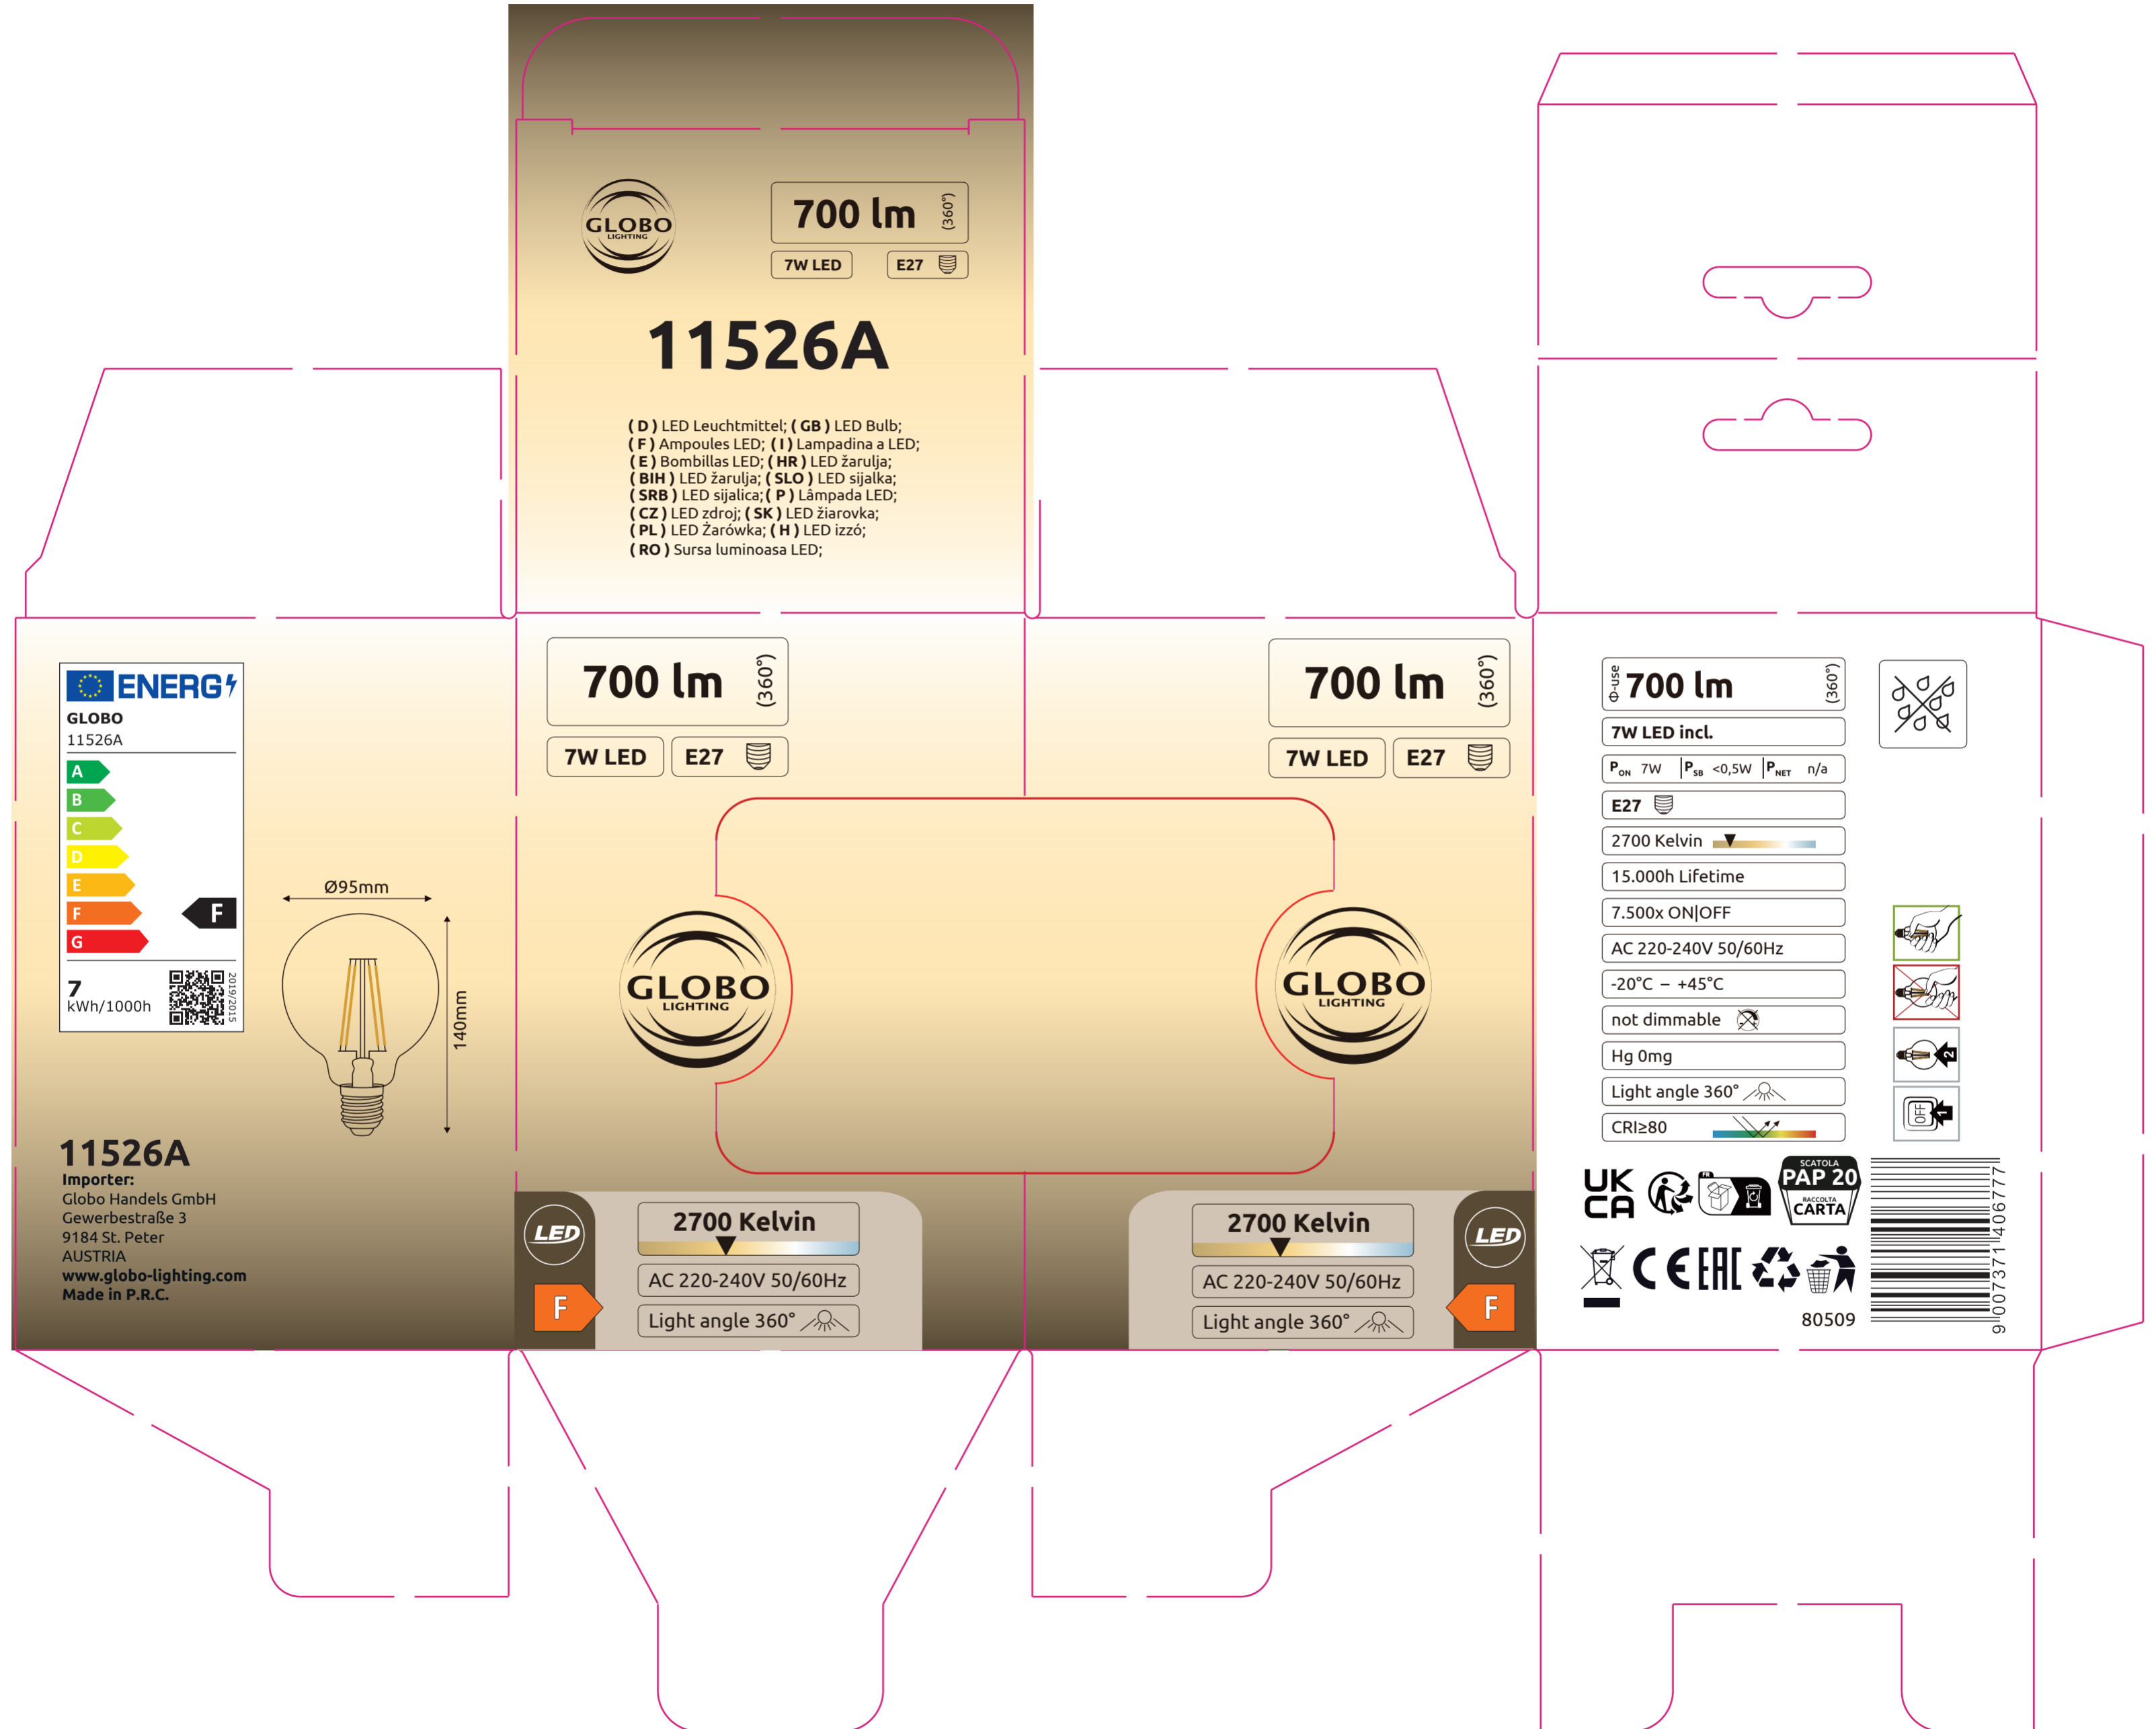 GLOBO
LIGHTING
700 lm
(360°)
7W LED
E27
11526A
( D ) LED Leuchtmittel; ( GB ) LED Bulb;
( F ) Ampoules LED; ( I ) Lampadina a LED;
( E ) Bombillas LED; ( HR ) LED žarulja;
( BIH ) LED žarulja; ( SLO ) LED sijalka;
( SRB ) LED sijalica; ( P ) Lâmpada LED;
( CZ ) LED zdroj; ( SK ) LED žiarovka;
( PL ) LED Żarówka; ( H ) LED izzó;
( RO ) Sursa luminoasa LED;
ENERG
GLOBO
11526A
A
B
C
D
E
F
F
G
7
kWh/1000h
2019/2015
Ø95mm
140mm
11526A
Importer:
Globo Handels GmbH
Gewerbestraße 3
9184 St. Peter
AUSTRIA
www.globo-lighting.com
Made in P.R.C.
700 lm
(360°)
7W LED
E27
GLOBO
LIGHTING
LED
F
2700 Kelvin
AC 220-240V 50/60Hz
Light angle 360°
700 lm
(360°)
7W LED
E27
GLOBO
LIGHTING
2700 Kelvin
AC 220-240V 50/60Hz
Light angle 360°
LED
F
Φ-use
700 lm
(360°)
7W LED incl.
PON 7W PSB <0,5W PNET n/a
E27
2700 Kelvin
15.000h Lifetime
7.500x ON|OFF
AC 220-240V 50/60Hz
-20°C – +45°C
not dimmable
Hg 0mg
Light angle 360°
CRI≥80
2
OFF
1
UK
CA
FR
SCATOLA
PAP 20
RACCOLTA
CARTA
CE
EAC
80509
9 007371 406777